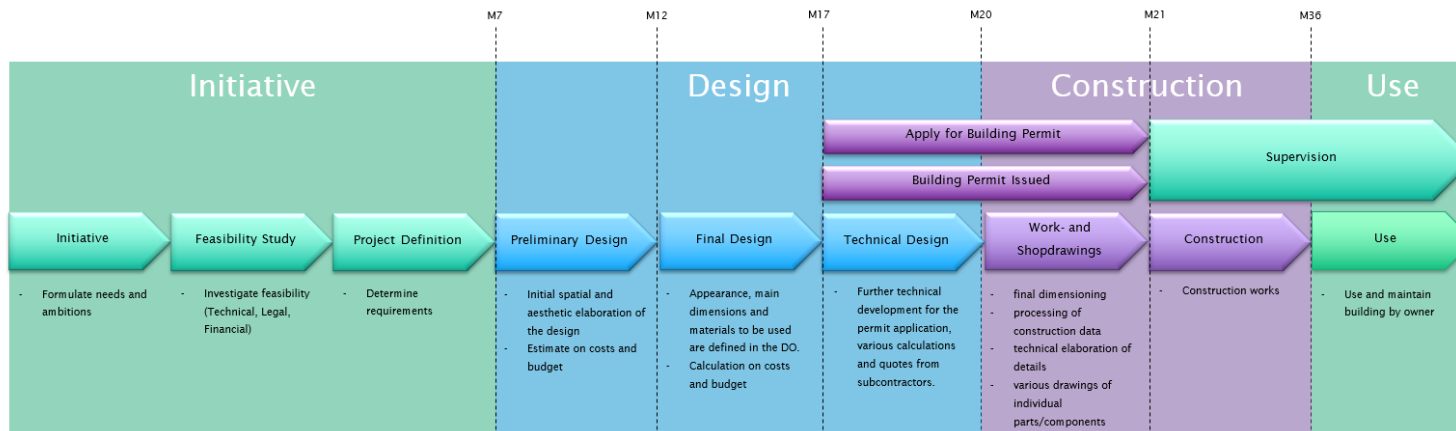 M7
M12
M17
M20
M21
M36
Initiative
Design
Construction
Use
Apply for Building Permit
Supervision
Building Permit Issued
Initiative
Feasibility Study
Project Definition
Preliminary Design
Final Design
Technical Design
Work- and
Shopdrawings
Construction
Use
- Formulate needs and
ambitions
- Investigate feasibility
(Technical, Legal,
Financial)
- Determine
requirements
- Initial spatial and
aesthetic elaboration of
the design
- Estimate on costs and
budget
- Appearance, main
dimensions and
materials to be used
are defined in the DO.
- Calculation on costs
and budget
- Further technical
development for the
permit application,
various calculations
and quotes from
subcontractors.
- final dimensioning
- processing of
construction data
- technical elaboration of
details
- various drawings of
individual
parts/components
- Construction works
- Use and maintain
building by owner